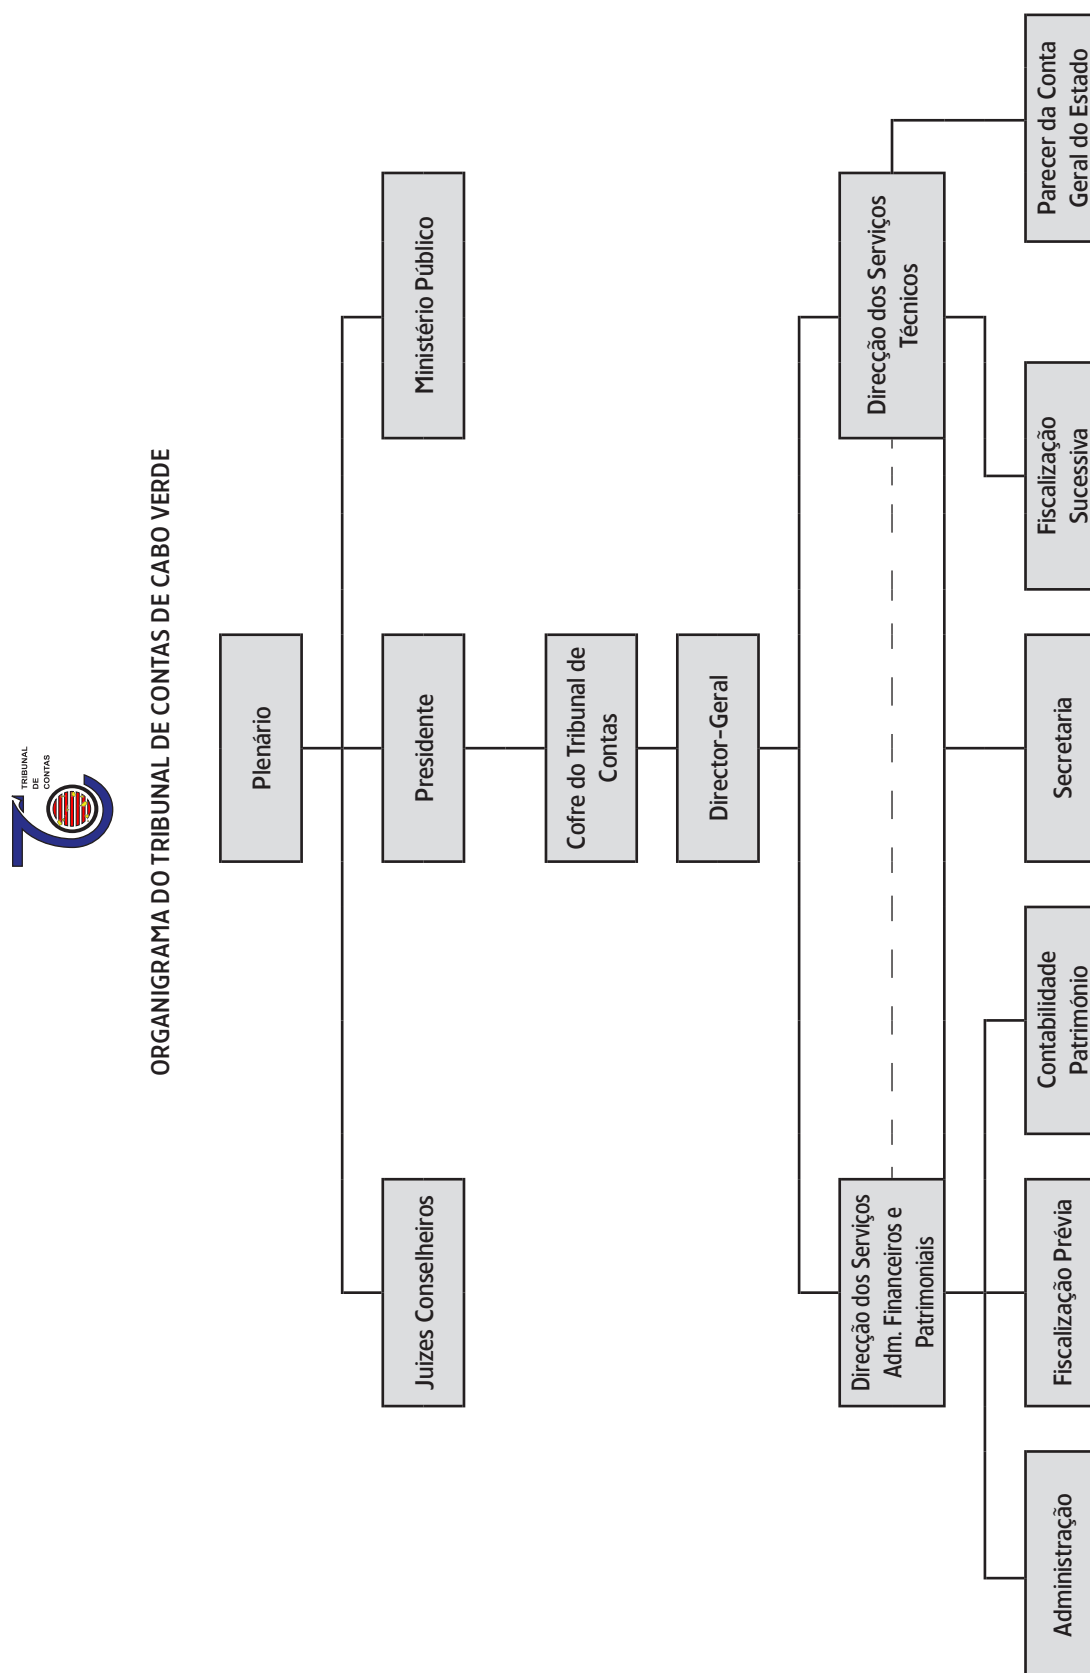 TRIBUNAL
DE
CONTAS
ORGANIGRAMA DO TRIBUNAL DE CONTAS DE CABO VERDE
Plenário
Juizes Conselheiros
Presidente
Ministério Público
Cofre do Tribunal de
Contas
Director-Geral
Direcção dos Serviços
Adm. Financeiros e
Patrimoniais
Direcção dos Serviços
Técnicos
Administração
Fiscalização Prévia
Contabilidade
Património
Secretaria
Fiscalização
Sucessiva
Parecer da Conta
Geral do Estado